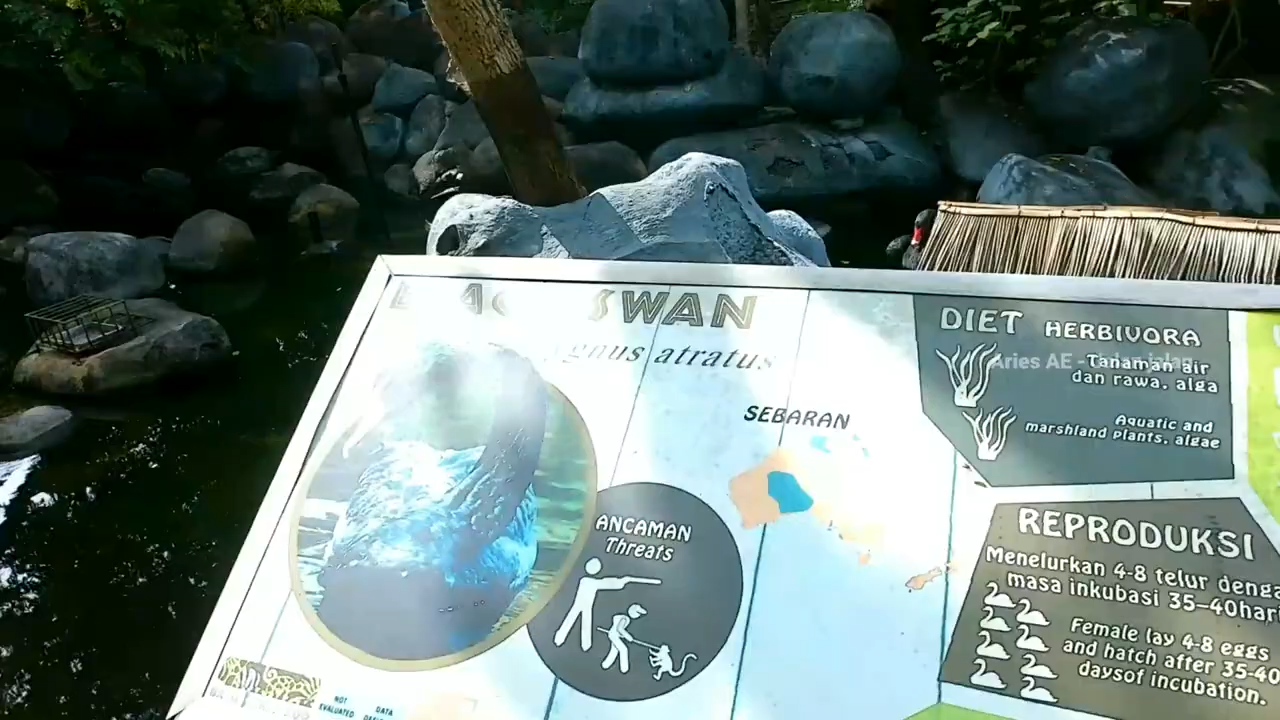 SWAN
atratus
SEBARAN
ANCAMAN
Threats
DIET HERBIVORA
Aries AE - Jalan jalan
Tanaman air
dan rawa, alga
Aquatic and
marshland plants, algae
REPRODUKSI
Menelurkan 4-8 telur
masa inkubasi 35-40hari
Female lay 4-8 eggs
and hatch after 35-40
daysof incubation.
NOT
EVALUATED
DATA